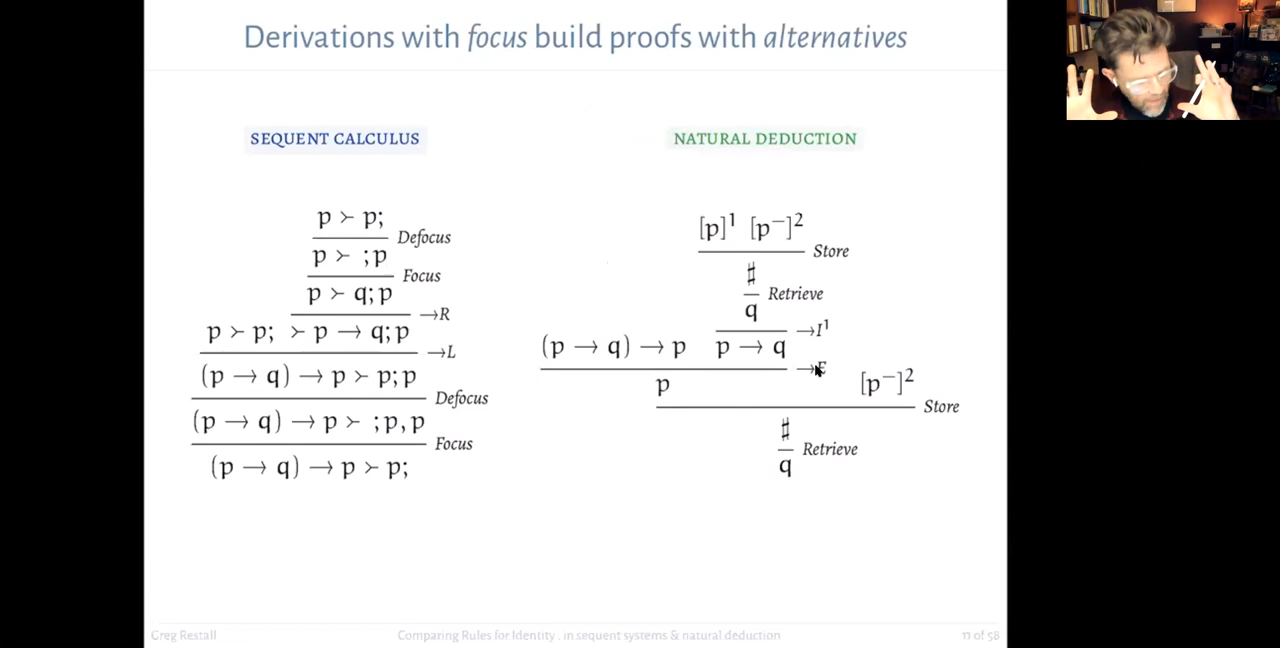 Derivations with focus build proofs with alternatives
SEQUENT CALCULUS
p ≻ p;
Defocus
p ≻ ;p
Focus
p ≻ q;p
→R
p ≻ p; ≻ p → q;p
→L
(p → q) → p ≻ p;p
Defocus
(p → q) → p ≻ ;p,p
Focus
(p → q) → p ≻ p;
NATURAL DEDUCTION
[p]¹ [p⁻]²
Store
♯
Retrieve
q
→I¹
(p → q) → p p → q
→E
p [p⁻]²
Store
♯
Retrieve
q
Greg Restall Comparing Rules for Identity . in sequent systems & natural deduction 11 of 58